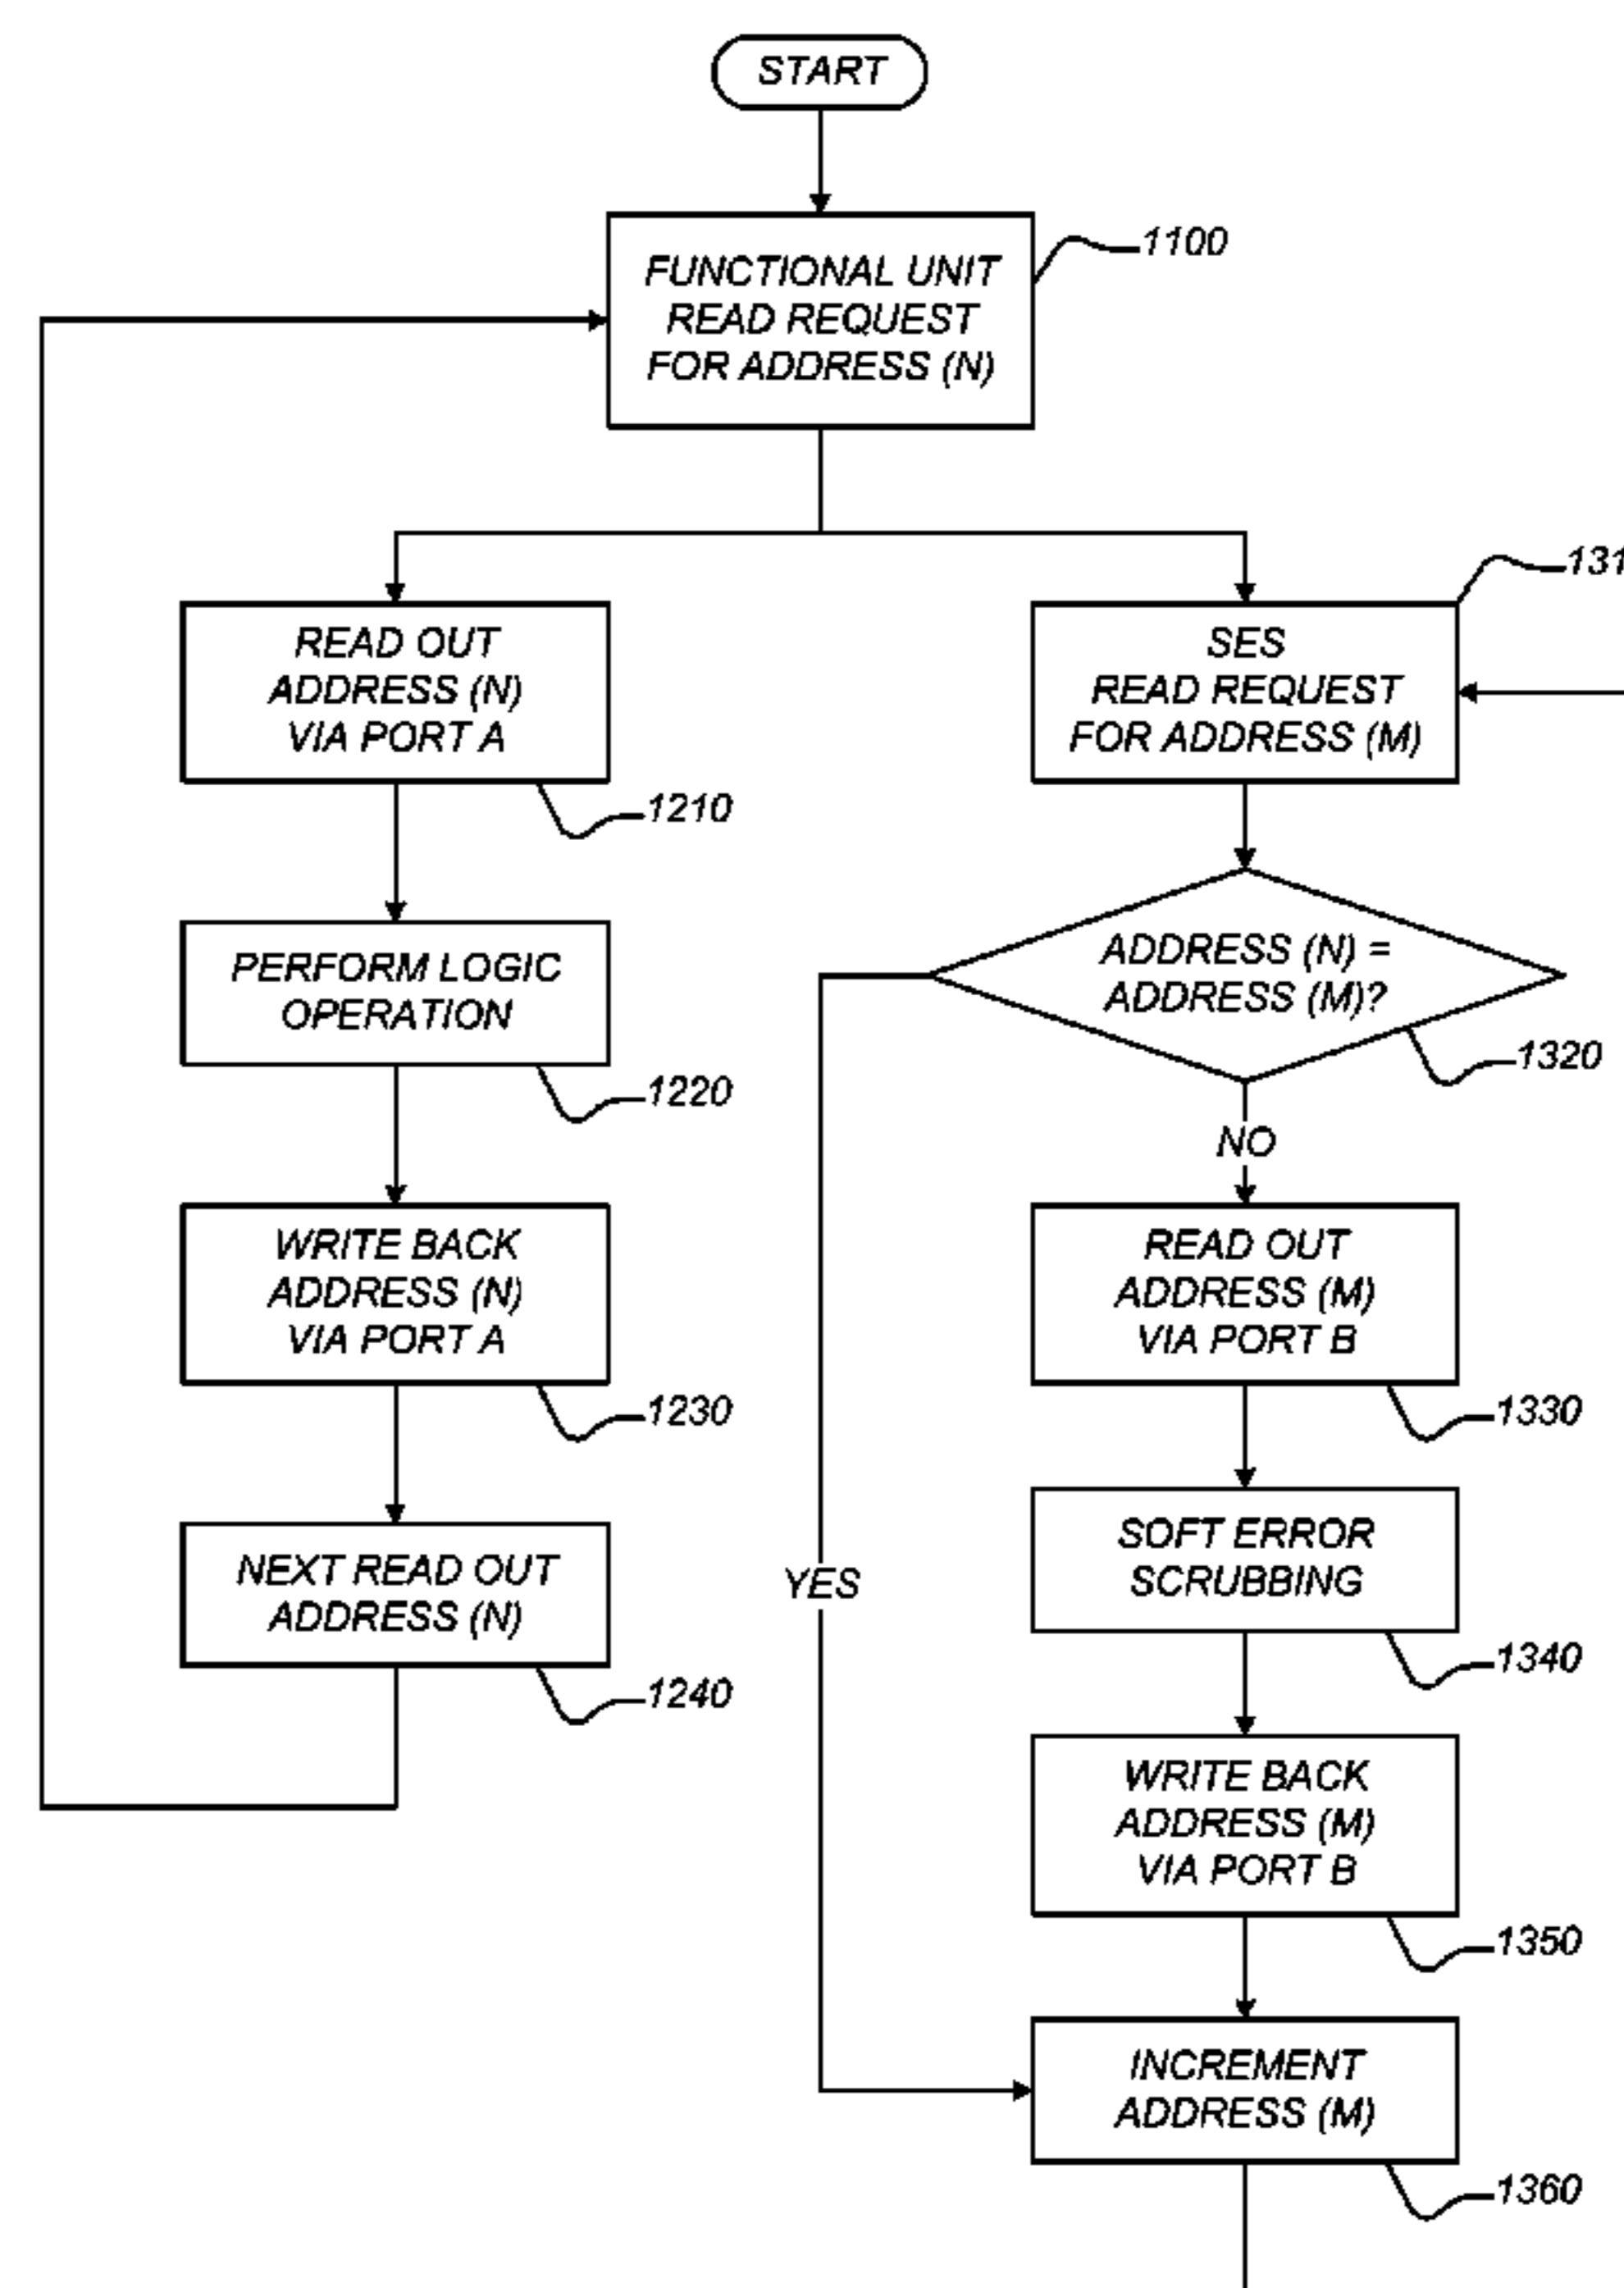 START
FUNCTIONAL UNIT
READ REQUEST
FOR ADDRESS (N)
1100
READ OUT
ADDRESS (N)
VIA PORT A
1210
PERFORM LOGIC
OPERATION
1220
WRITE BACK
ADDRESS (N)
VIA PORT A
1230
NEXT READ OUT
ADDRESS (N)
1240
SES
READ REQUEST
FOR ADDRESS (M)
131
ADDRESS (N) =
ADDRESS (M)?
1320
NO
YES
READ OUT
ADDRESS (M)
VIA PORT B
1330
SOFT ERROR
SCRUBBING
1340
WRITE BACK
ADDRESS (M)
VIA PORT B
1350
INCREMENT
ADDRESS (M)
1360